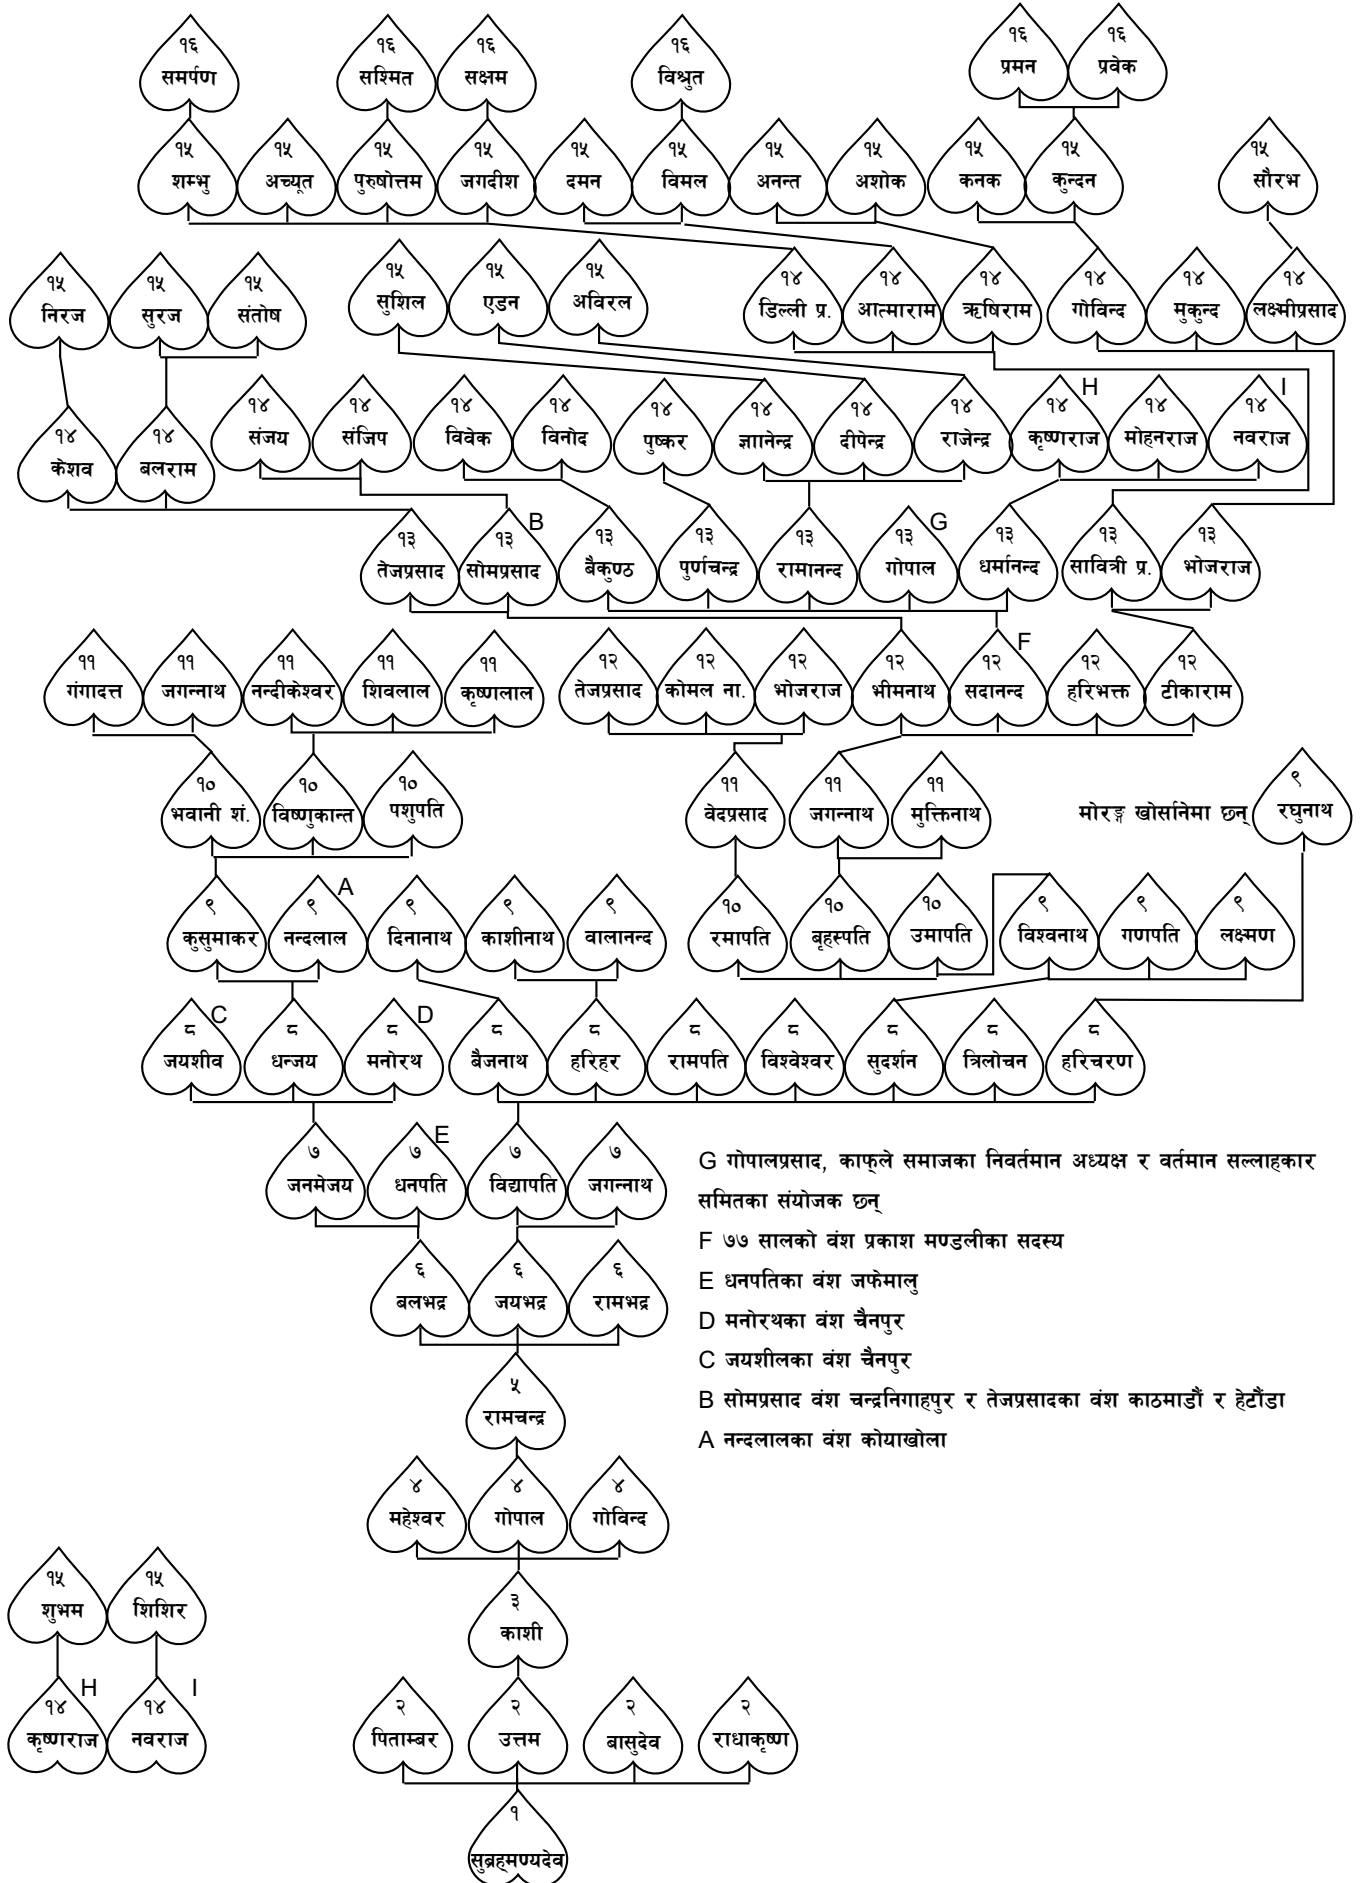 १६ १६ १६ १६ १६ १६
समर्पण सश्मित सक्षम विश्रुत प्रमन प्रवेक
१५ १५ १५ १५ १५ १५ १५ १५ १५ १५ १५
शम्भु अच्यूत पुरुषोत्तम जगदीश दमन विमल अनन्त अशोक कनक कुन्दन सौरभ
१५ १५ १५ १५ १५ १५ १४ १४ १४ १४ १४ १४
निरज सुरज संतोष सुशिल एडन अविरल डिल्ली प्र. आत्माराम ऋषिराम गोविन्द मुकुन्द लक्ष्मीप्रसाद
H I
१४ १४ १४ १४ १४ १४ १४ १४ १४ १४ १४ १४ १४
केशव बलराम संजय संजिप विवेक विनोद पुष्कर ज्ञाानेन्द्र दीपेन्द्र राजेन्द्र कृष्णराज मोहनराज नवराज
B G
१३ १३ १३ १३ १३ १३ १३ १३ १३
तेजप्रसाद सोमप्रसाद बैकुण्ठ पुर्णचन्द्र रामानन्द गोपाल धर्मानन्द सावित्री प्र. भोजराज
F
११ ११ ११ ११ ११ १२ १२ १२ १२ १२ १२ १२
गंगादत्त जगन्नाथ नन्दीकेश्वर शिवलाल कृष्णलाल तेजप्रसाद कोमल ना. भोजराज भीमनाथ सदानन्द हरिभक्त टीकाराम
१० १० १० ११ ११ ११ ९
भवानी शं. विष्णुकान्त पशुपति वेदप्रसाद जगन्नाथ मुक्तिनाथ मोरङ्ग खोर्सानेमा छन् रघुनाथ
A
९ ९ ९ ९ ९ १० १० १० ९ ९ ९
कुसुमाकर नन्दलाल दिनानाथ काशीनाथ वालानन्द रमापति बृहस्पति उमापति विश्वनाथ गणपति लक्ष्मण
C D
८ ८ ८ ८ ८ ८ ८ ८ ८ ८
जयशीव धन्जय मनोरथ बैजनाथ हरिहर रामपति विश्वेश्वर सुदर्शन त्रिलोचन हरिचरण
E
७ ७ ७ ७
जनमेजय धनपति विद्यापति जगन्नाथ
G गोपालप्रसाद, काफ्ले समाजका निवर्तमान अध्यक्ष र वर्तमान सल्लाहकार
समितका संयोजक छन्
F ७७ सालको वंश प्रकाश मण्डलीका सदस्य
E धनपतिका वंश जफेमालु
D मनोरथका वंश चैनपुर
C जयशीलका वंश चैनपुर
B सोमप्रसाद वंश चन्द्रनिगाहपुर र तेजप्रसादका वंश काठमाडौं र हेटौंडा
A नन्दलालका वंश कोयाखोला
६ ६ ६
बलभद्र जयभद्र रामभद्र
५
रामचन्द्र
४ ४ ४
महेश्वर गोपाल गोविन्द
१५ १५
शुभम शिशिर
३
काशी
H I
१४ १४
कृष्णराज नवराज
२ २ २ २
पिताम्बर उत्तम बासुदेव राधाकृष्ण
१
सुब्रह्मण्यदेव